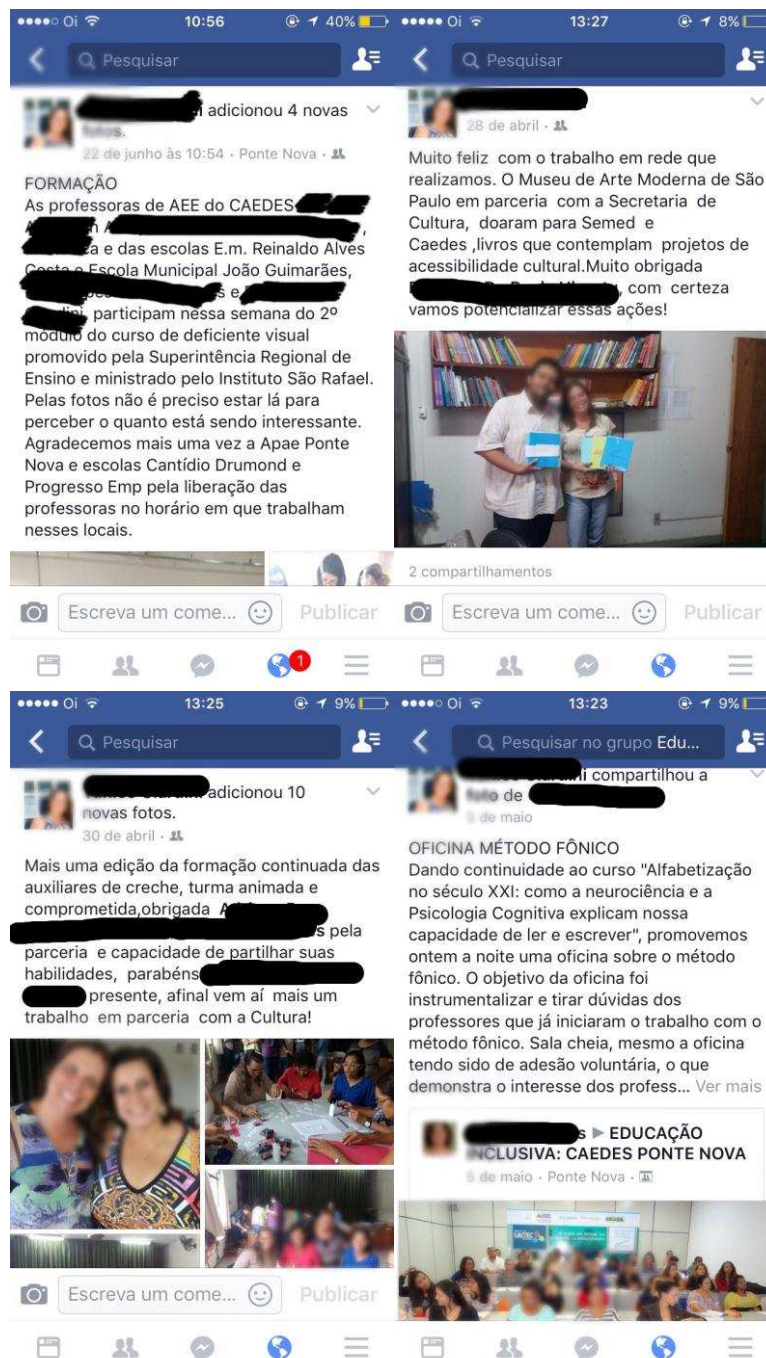 Oi 10:56 40%
Pesquisar
adicionou 4 novas
fotos.
22 de junho às 10:54 · Ponte Nova ·
FORMAÇÃO
As professoras de AEE do CAEDES
e das escolas E.m. Reinaldo Alves
Costa e Escola Municipal João Guimarães,
e
participam nessa semana do 2º
módulo do curso de deficiente visual
promovido pela Superintência Regional de
Ensino e ministrado pelo Instituto São Rafael.
Pelas fotos não é preciso estar lá para
perceber o quanto está sendo interessante.
Agradecemos mais uma vez a Apae Ponte
Nova e escolas Cantídio Drumond e
Progresso Emp pela liberação das
professoras no horário em que trabalham
nesses locais.
Escreva um come... Publicar
1
Oi 13:27 8%
Pesquisar
28 de abril ·
Muito feliz com o trabalho em rede que
realizamos. O Museu de Arte Moderna de São
Paulo em parceria com a Secretaria de
Cultura, doaram para Semed e
Caedes ,livros que contemplam projetos de
acessibilidade cultural.Muito obrigada
, com certeza
vamos potencializar essas ações!
2 compartilhamentos
Escreva um come... Publicar
Oi 13:25 9%
Pesquisar
adicionou 10
novas fotos.
30 de abril ·
Mais uma edição da formação continuada das
auxiliares de creche, turma animada e
comprometida,obrigada
pela
parceria e capacidade de partilhar suas
habilidades, parabéns
presente, afinal vem aí mais um
trabalho em parceria com a Cultura!
Escreva um come... Publicar
Oi 13:23 9%
Pesquisar no grupo Edu...
compartilhou a
foto de
5 de maio
OFICINA MÉTODO FÔNICO
Dando continuidade ao curso "Alfabetização
no século XXI: como a neurociência e a
Psicologia Cognitiva explicam nossa
capacidade de ler e escrever", promovemos
ontem a noite uma oficina sobre o método
fônico. O objetivo da oficina foi
instrumentalizar e tirar dúvidas dos
professores que já iniciaram o trabalho com o
método fônico. Sala cheia, mesmo a oficina
tendo sido de adesão voluntária, o que
demonstra o interesse dos profess... Ver mais
EDUCAÇÃO
INCLUSIVA: CAEDES PONTE NOVA
5 de maio · Ponte Nova ·